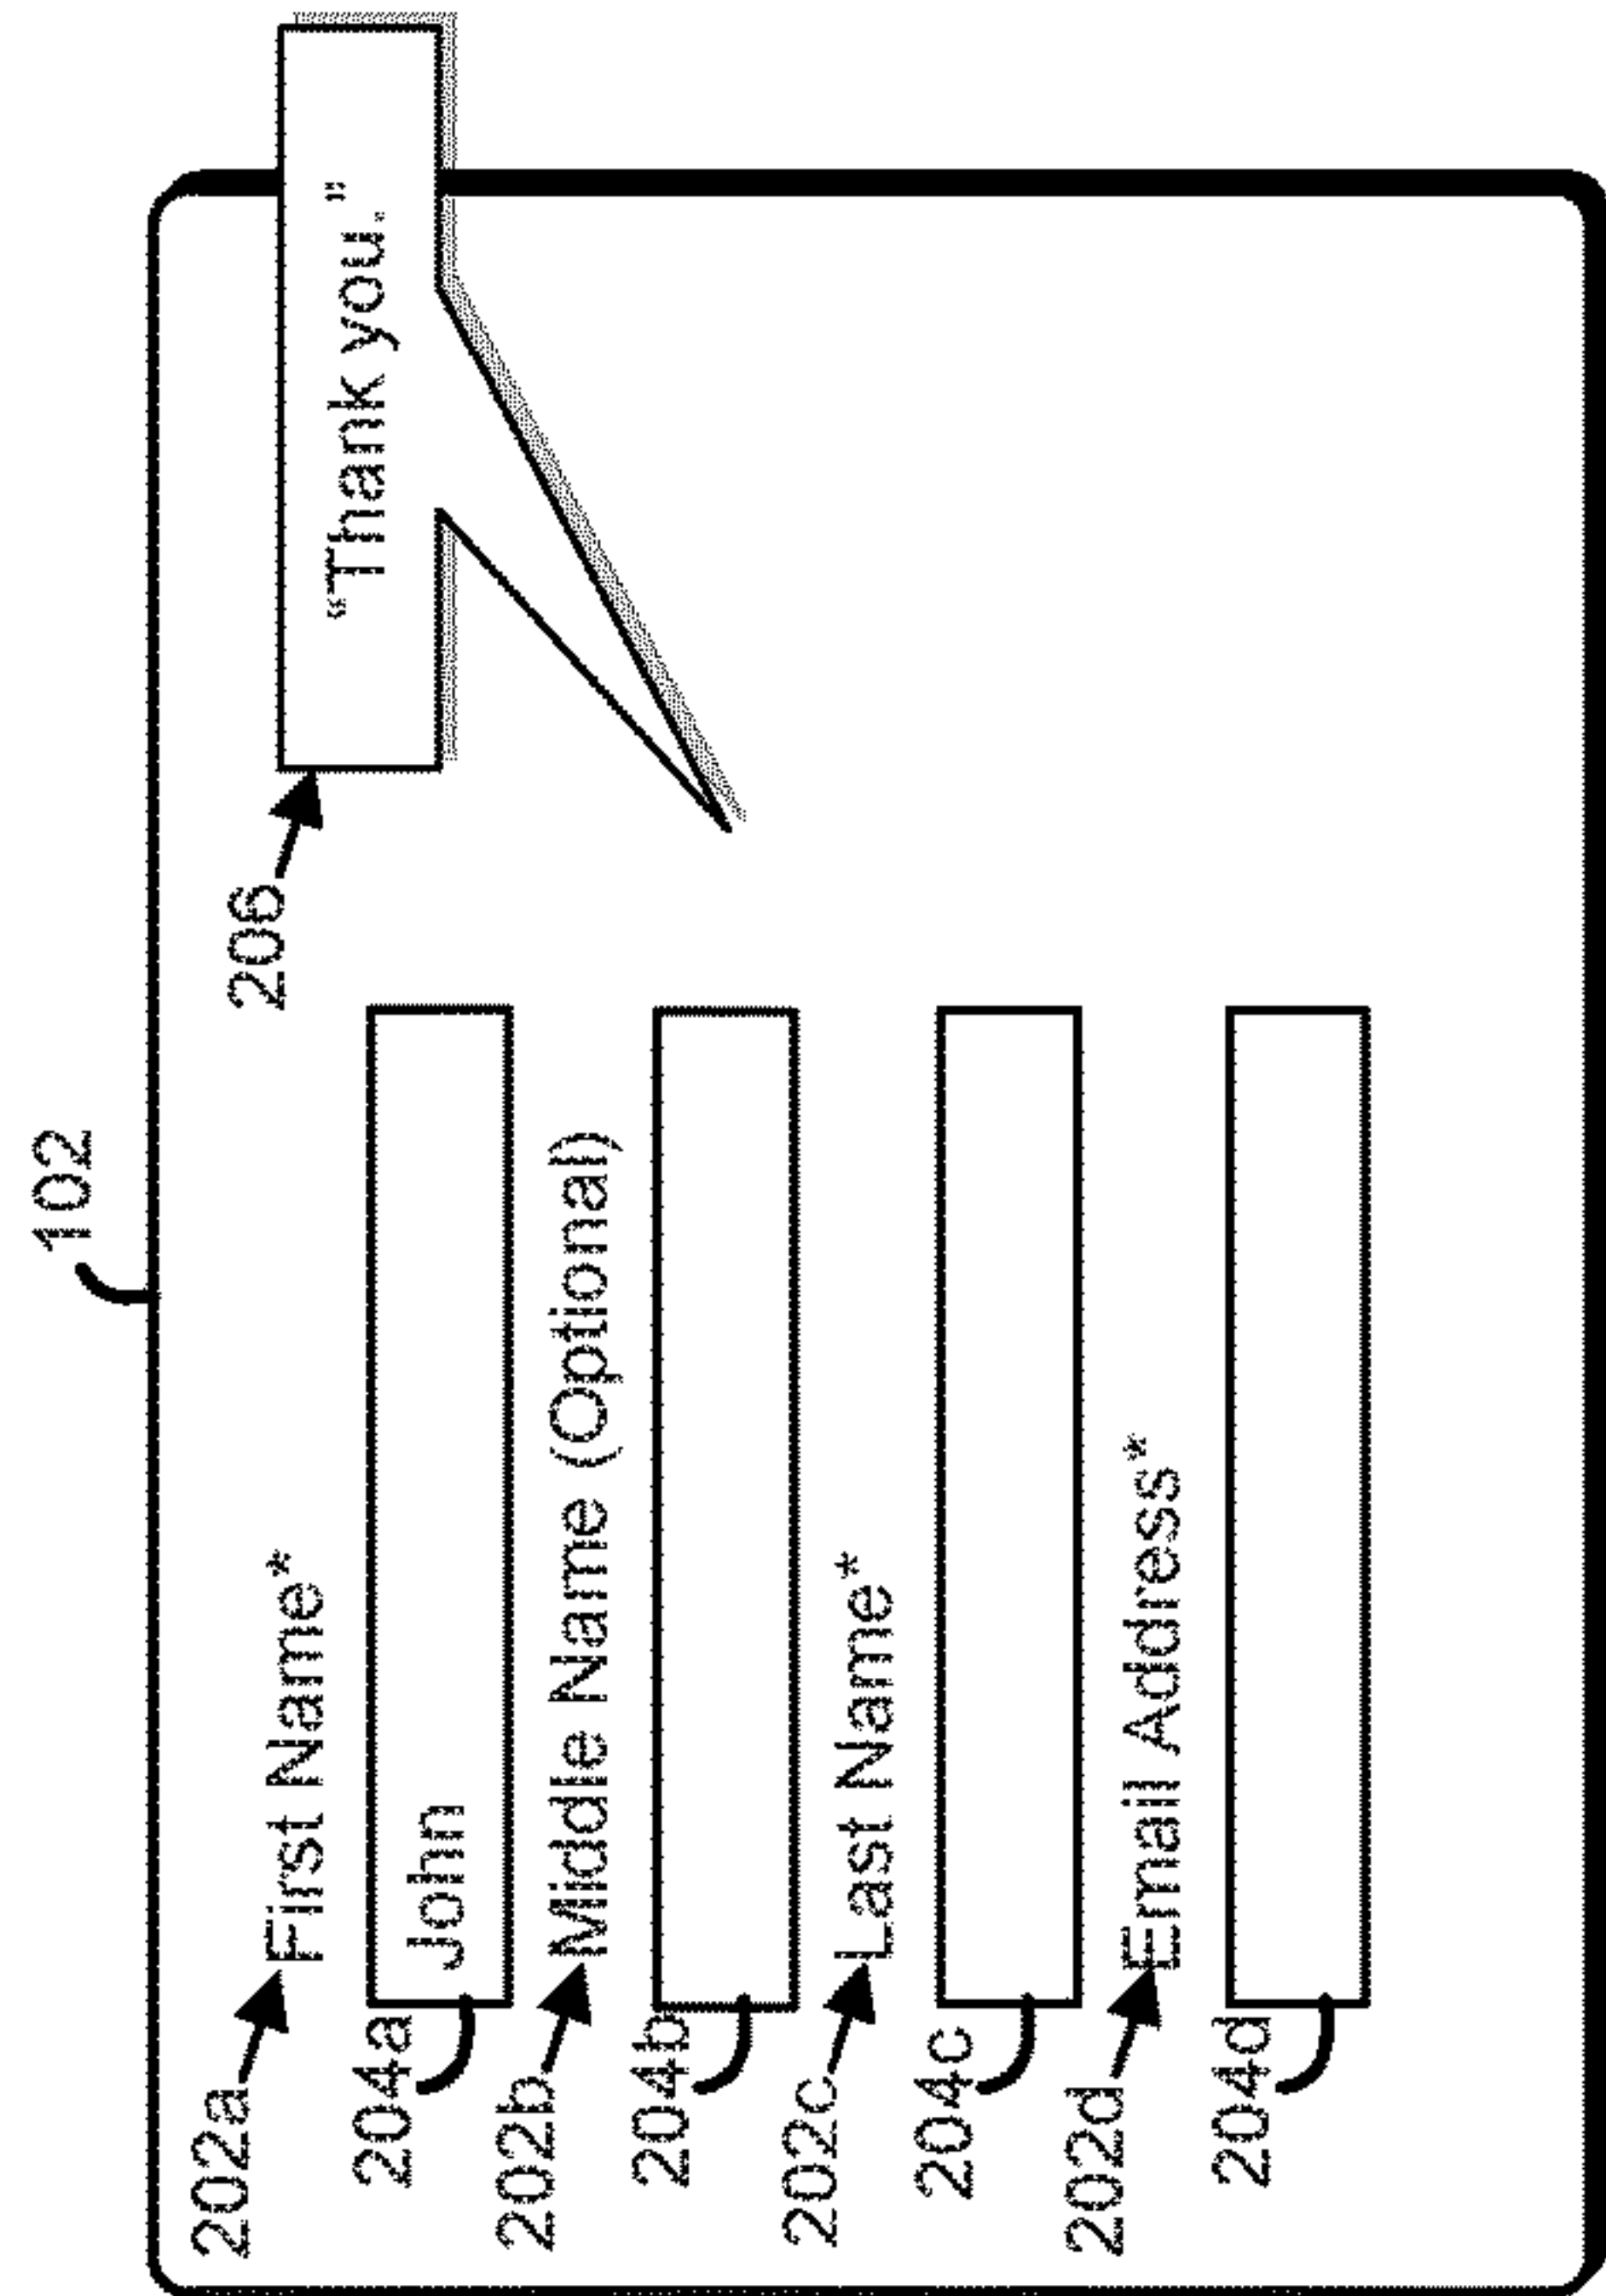 102
206
"Thank you."
202a
First Name*
204a
John
202b
Middle Name (Optional)
204b
202c
Last Name*
204c
202d
Email Address*
204d